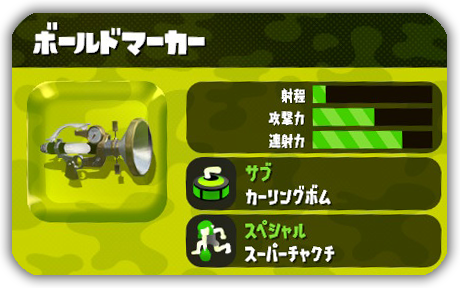 ボールドマーカー
射程
攻撃力
連射力
サブ
カーリングボム
スペシャル
スーパーチャクチ